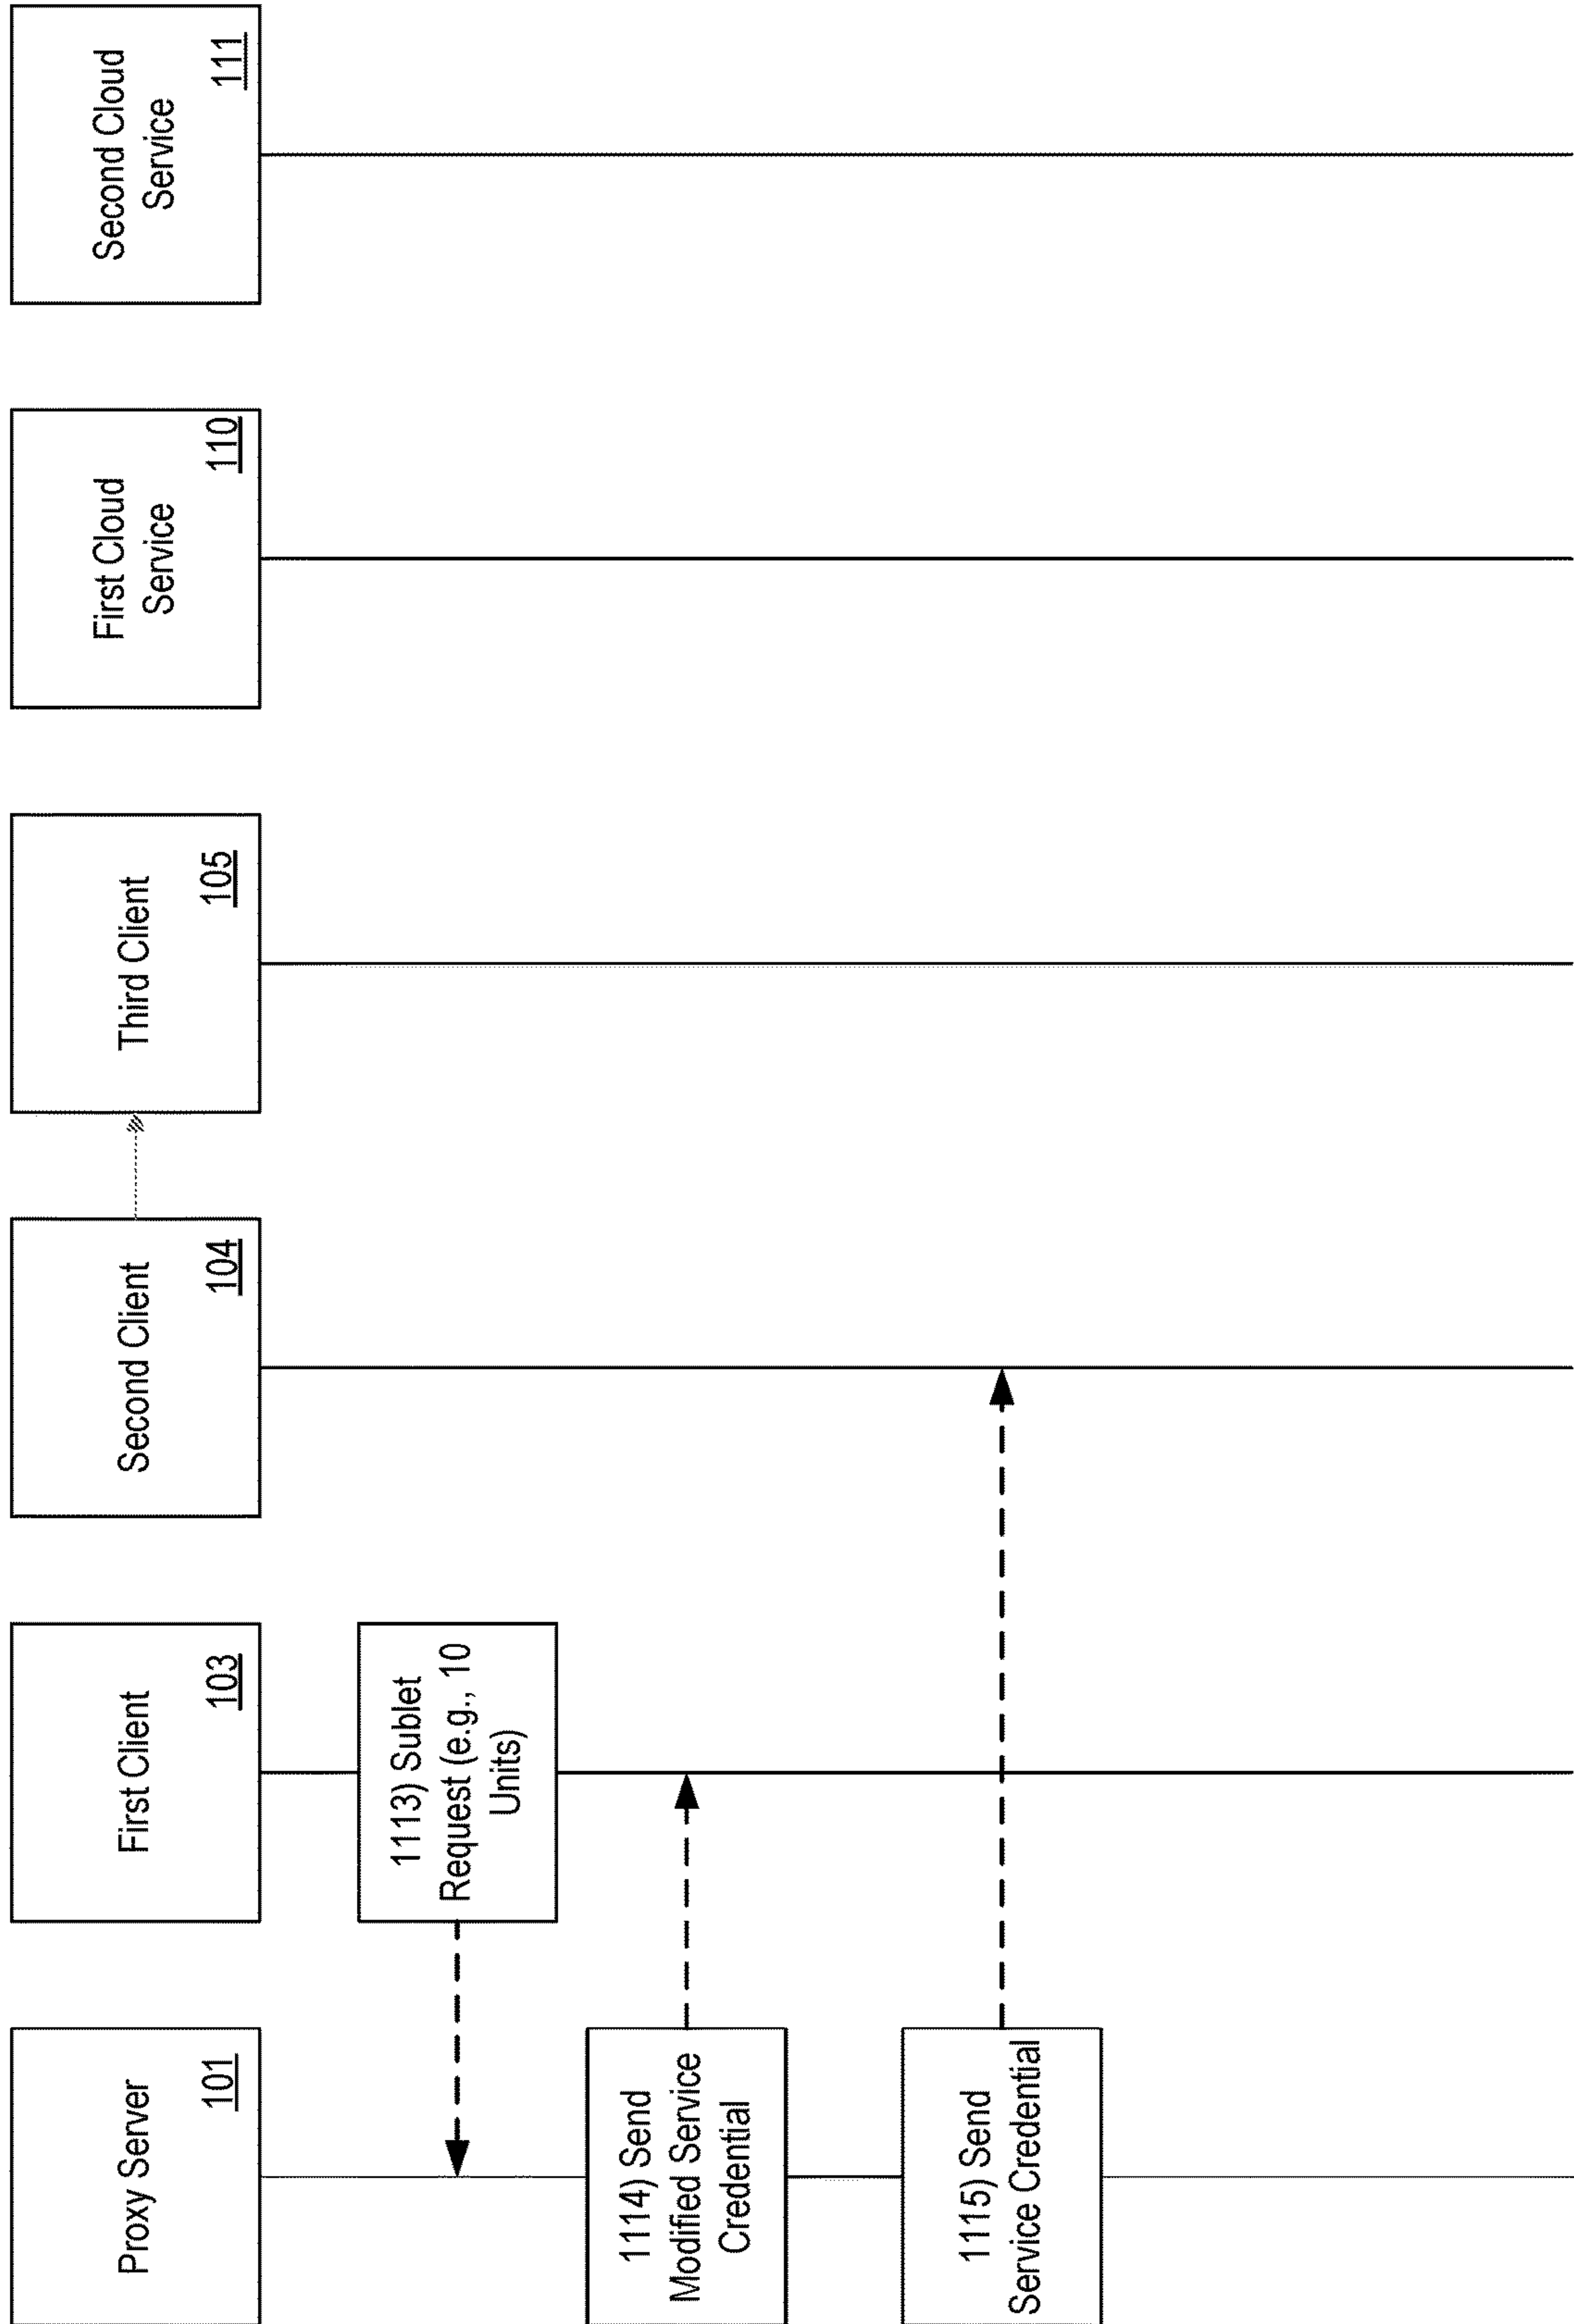 Proxy Server
101
First Client
103
Second Client
104
Third Client
105
First Cloud
Service
110
Second Cloud
Service
111
1113) Sublet
Request (e.g., 10
Units)
1114) Send
Modified Service
Credential
1115) Send
Service Credential